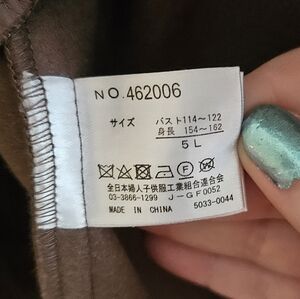 NO.462006
サイズ バスト114～122
身長 154～162
5L
全日本婦人子供服工業組合連合会
03-3866-1299 J-GF0052
MADE IN CHINA 5033-0044